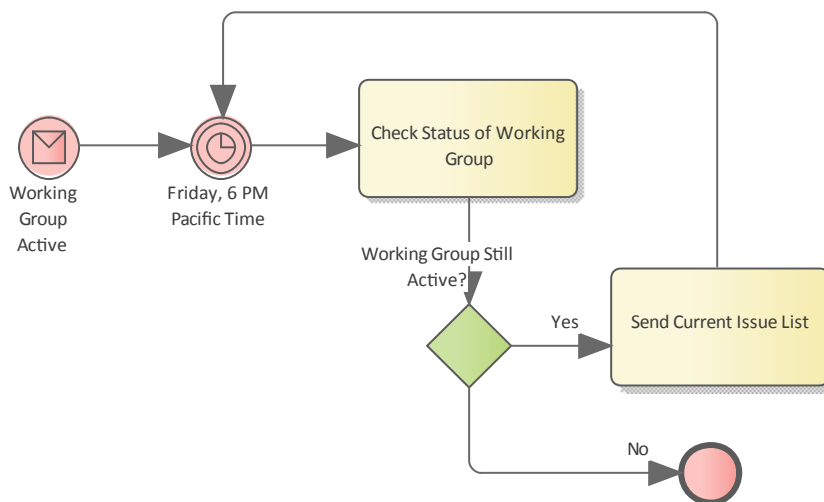 Working
Group
Active
Friday, 6 PM
Pacific Time
Check Status of Working
Group
Working Group Still
Active?
Yes
Send Current Issue List
No